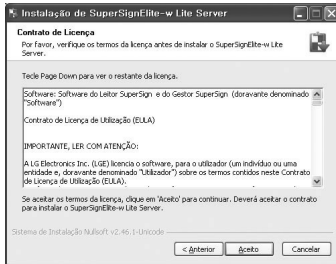 Instalação de SuperSignElite-w Lite Server
Contrato de Licença
Por favor, verifique os termos da licença antes de instalar o SuperSignElite-w Lite
Server.
Tecle Page Down para ver o restante da licença.
Software: Software do Leitor SuperSign e do Gestor SuperSign (doravante denominado
"Software")
Contrato de Licença de Utilização (EULA)
IMPORTANTE, LER COM ATENÇÃO:
A LG Electronics Inc. (LGE) licencia o software, para o utilizador (um indivíduo ou uma
entidade e, doravante denominado "Utilizador") sobre os termos contidos neste Contrato
de Licença de Utilização (EULA).
Se aceitar os termos da licença, clique em 'Aceito' para continuar. Deverá aceitar o contrato
para instalar o SuperSignElite-w Lite Server.
Sistema de Instalação Nullsoft v2.46.1-Unicode
< Anterior
Aceito
Cancelar